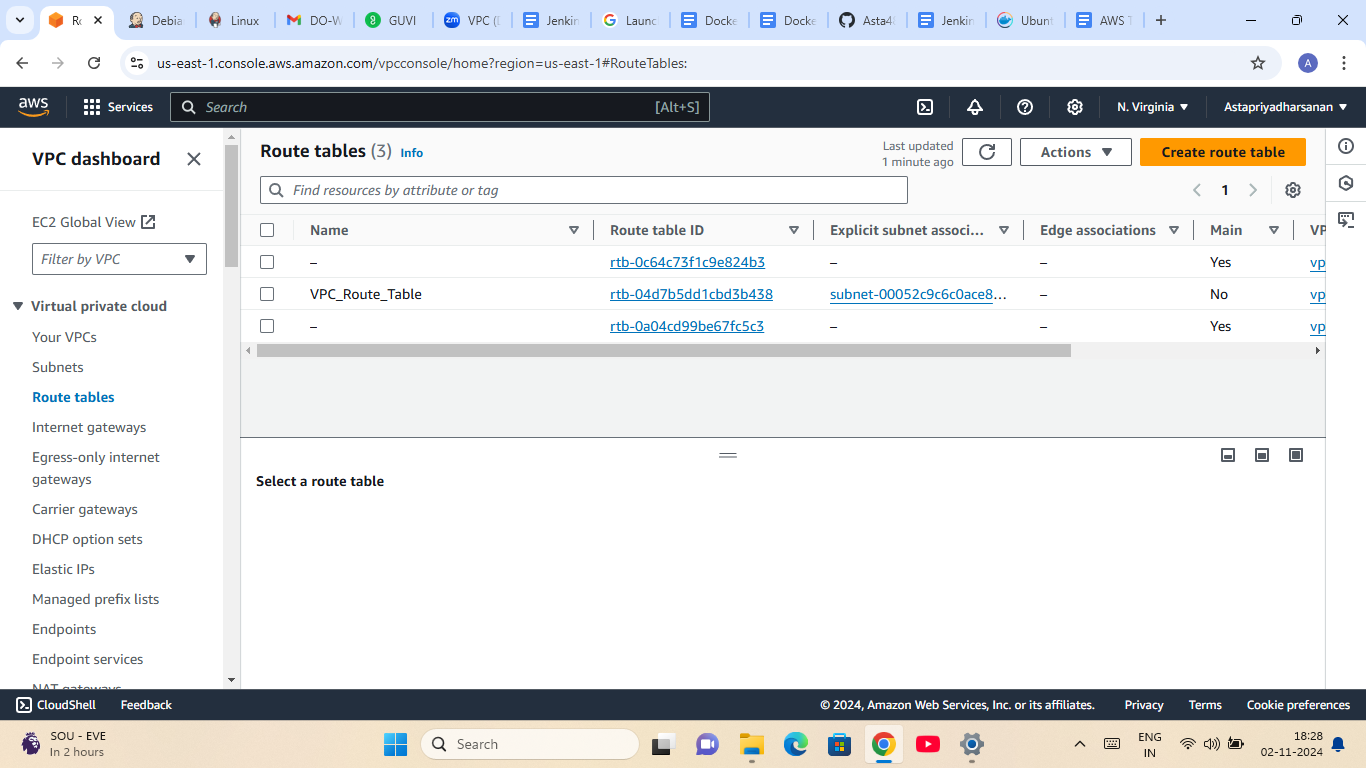 Re
Debia
Linux
DO-W
GUVI
zm
VPC (D
Jenkin
Launc
Docke
Docke
Asta4
Jenkin
Ubunt
AWS T
us-east-1.console.aws.amazon.com/vpcconsole/home?region=us-east-1#RouteTables:
A
aws
Services
Search
[Alt+S]
N. Virginia
Astapriyadharsanan
VPC dashboard
EC2 Global View
Filter by VPC
Virtual private cloud
Your VPCs
Subnets
Route tables
Internet gateways
Egress-only internet
gateways
Carrier gateways
DHCP option sets
Elastic IPs
Managed prefix lists
Endpoints
Endpoint services
NAT gateways
Route tables (3) Info
Last updated
1 minute ago
Actions
Create route table
Find resources by attribute or tag
1
Name Route table ID Explicit subnet associ... Edge associations Main VP
– rtb-0c64c73f1c9e824b3 – – Yes vp
VPC_Route_Table rtb-04d7b5dd1cbd3b438 subnet-00052c9c6c0ace8... – No vp
– rtb-0a04cd99be67fc5c3 – – Yes vp
Select a route table
CloudShell
Feedback
© 2024, Amazon Web Services, Inc. or its affiliates.
Privacy
Terms
Cookie preferences
SOU - EVE
In 2 hours
Search
ENG
IN
18:28
02-11-2024